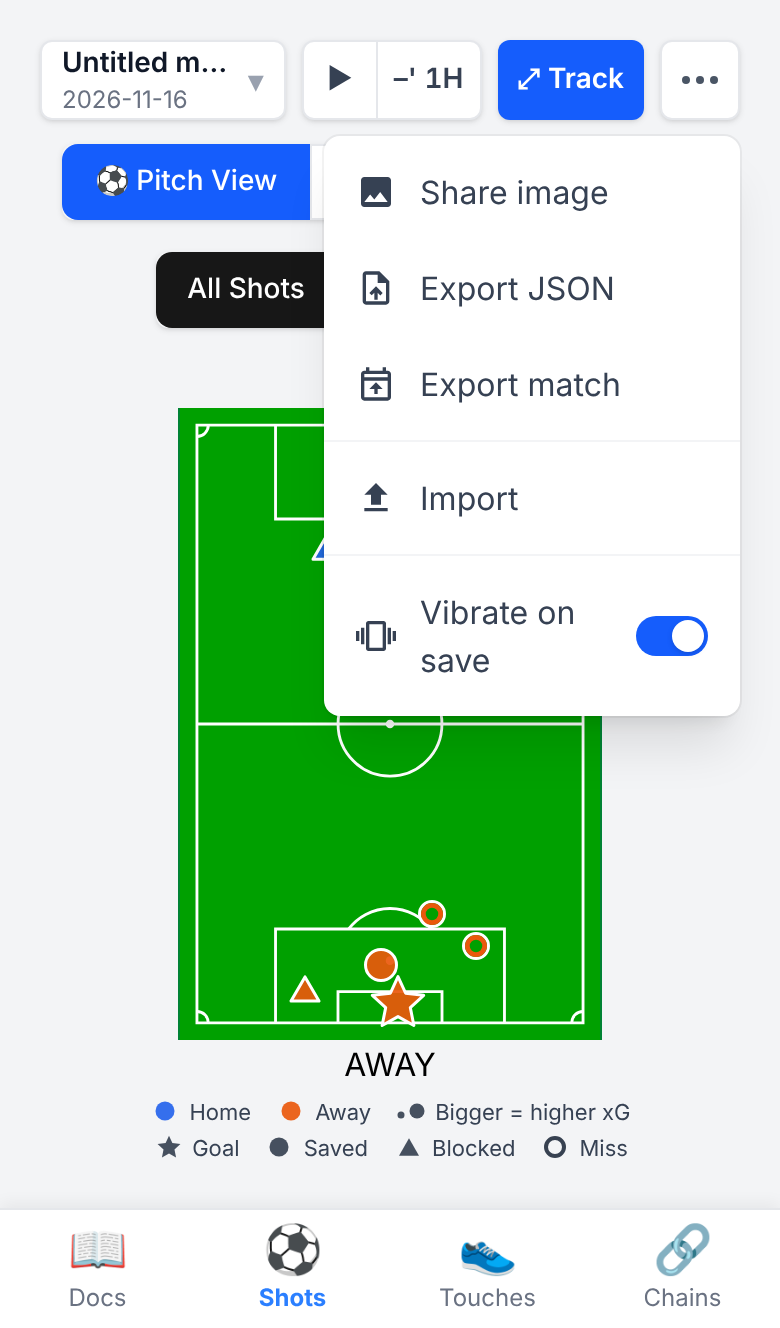 Untitled m...
2026-11-16
–' 1H
Track
Pitch View
Share image
Export JSON
All Shots
Export match
Import
Vibrate on
save
AWAY
Home Away Bigger = higher xG
Goal Saved Blocked Miss
Docs Shots Touches Chains